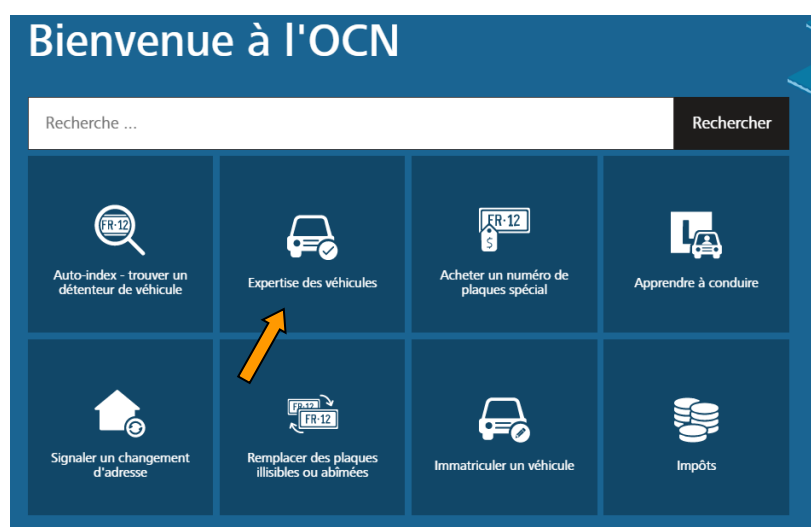 Bienvenue à l'OCN
Recherche ...
Rechercher
FR·12
Auto-index - trouver un
détenteur de véhicule
Expertise des véhicules
FR·12
$
Acheter un numéro de
plaques spécial
L
Apprendre à conduire
Signaler un changement
d'adresse
FR·12
FR·12
Remplacer des plaques
illisibles ou abîmées
Immatriculer un véhicule
Impôts